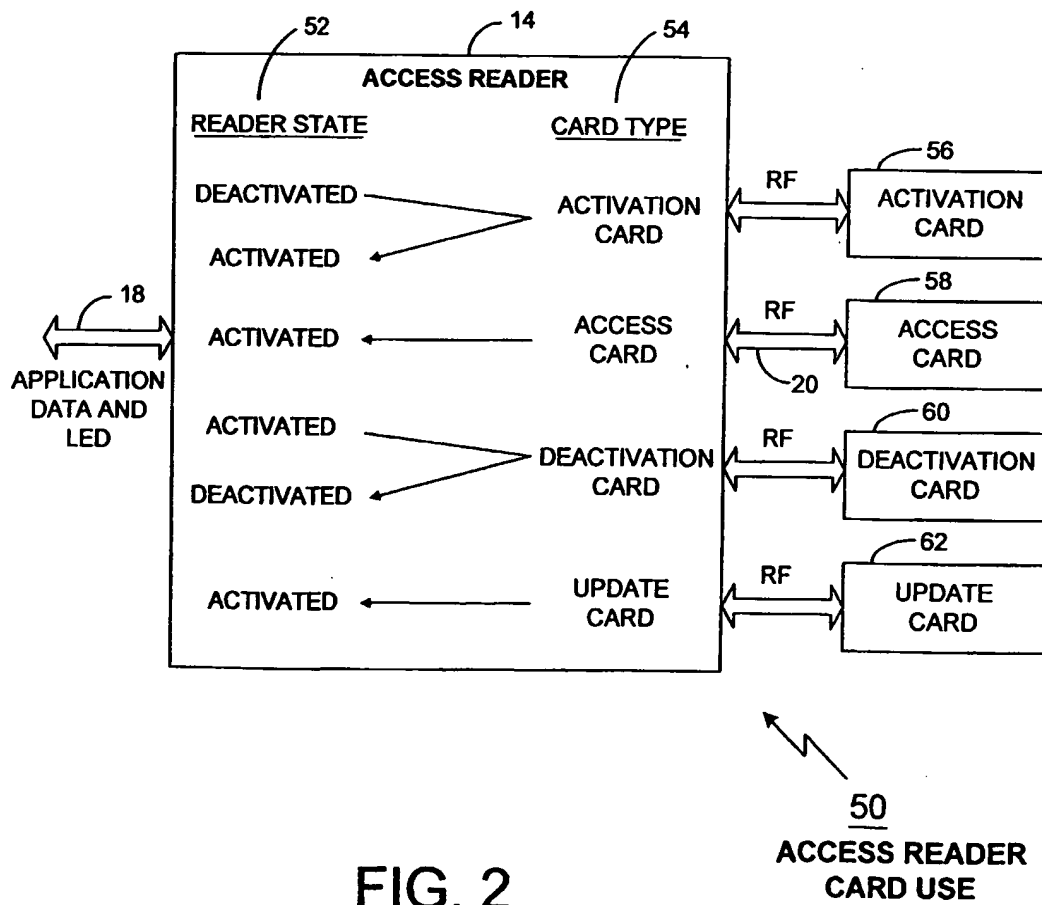 52
14
54
ACCESS READER
READER STATE
CARD TYPE
DEACTIVATED
ACTIVATED
ACTIVATION
CARD
RF
56
ACTIVATION
CARD
18
APPLICATION
DATA AND
LED
ACTIVATED
ACCESS
CARD
RF
20
58
ACCESS
CARD
ACTIVATED
DEACTIVATED
DEACTIVATION
CARD
RF
60
DEACTIVATION
CARD
ACTIVATED
UPDATE
CARD
RF
62
UPDATE
CARD
50
ACCESS READER
CARD USE
FIG. 2